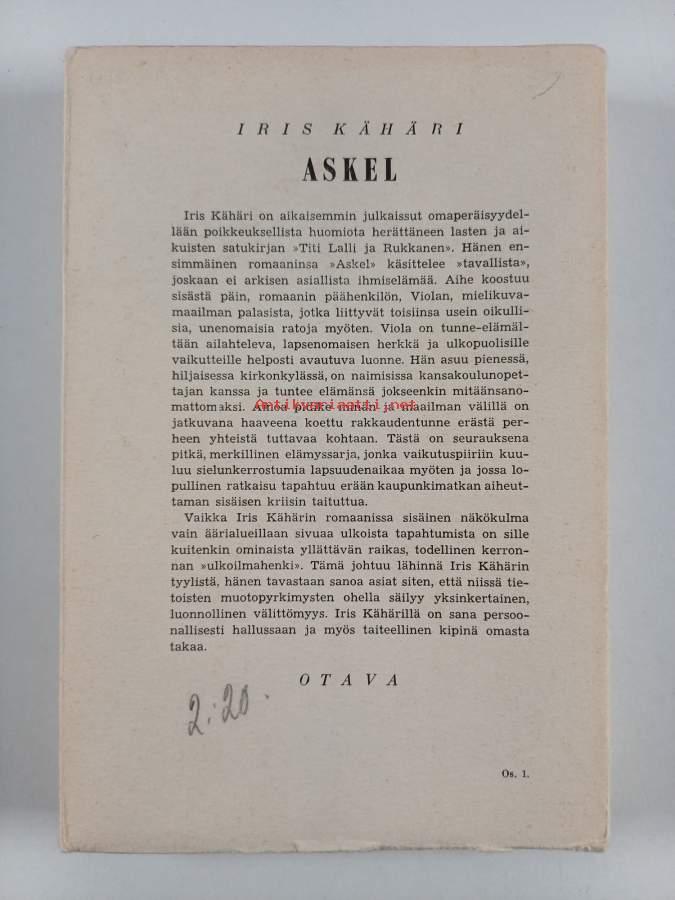 IRIS KÄHÄRI
ASKEL
Iris Kähäri on aikaisemmin julkaissut omaperäisyydel-
lään poikkeuksellista huomiota herättäneen lasten ja ai-
kuisten satukirjan »Titi Lalli ja Rukkanen». Hänen en-
simmäinen romaaninsa »Askel» käsittelee »tavallista»,
joskaan ei arkisen asiallista ihmiselämää. Aihe koostuu
sisästä päin, romaanin päähenkilön, Violan, mielikuva-
maailman palasista, jotka liittyvät toisiinsa usein oikulli-
sia, unenomaisia ratoja myöten. Viola on tunne-elämäl-
tään ailahteleva, lapsenomaisen herkkä ja ulkopuolisille
vaikutteille helposti avautuva luonne. Hän asuu pienessä,
hiljaisessa kirkonkylässä, on naimisissa kansakoulunopet-
tajan kanssa ja tuntee elämänsä jokseenkin mitäänsano-
mattomaksi. Ainoa pidike minän ja maailman välillä on
Antikvariaatti.net
jatkuvana haaveena koettu rakkaudentunne erästä per-
heen yhteistä tuttavaa kohtaan. Tästä on seurauksena
pitkä, merkillinen elämyssarja, jonka vaikutuspiiriin kuu-
luu sielunkerrostumia lapsuudenaikaa myöten ja jossa lo-
pullinen ratkaisu tapahtuu erään kaupunkimatkan aiheut-
taman sisäisen kriisin taituttua.
Vaikka Iris Kähärin romaanissa sisäinen näkökulma
vain äärialueillaan sivuaa ulkoista tapahtumista on sille
kuitenkin ominaista yllättävän raikas, todellinen kerron-
nan »ulkoilmahenki». Tämä johtuu lähinnä Iris Kähärin
tyylistä, hänen tavastaan sanoa asiat siten, että niissä tie-
toisten muotopyrkimysten ohella säilyy yksinkertainen,
luonnollinen välittömyys. Iris Kähärillä on sana persoo-
nallisesti hallussaan ja myös taiteellinen kipinä omasta
takaa.
OTAVA
2:20.
Os. 1.